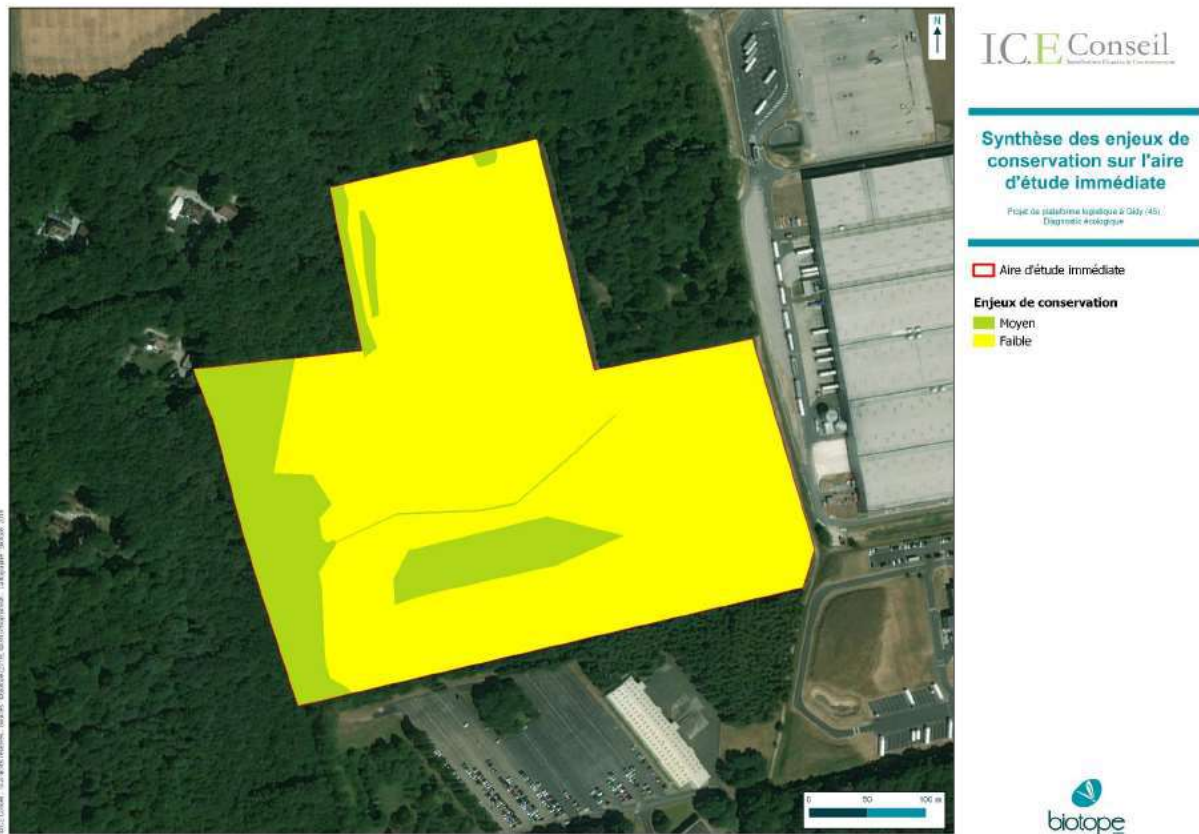 N
I.C.E Conseil
Synthèse des enjeux de
conservation sur l'aire
d'étude immédiate
Projet de plateforme logistique à Gidy (45)
Diagnostic écologique
Aire d'étude immédiate
Enjeux de conservation
Moyen
Faible
0 50 100 m
biotope